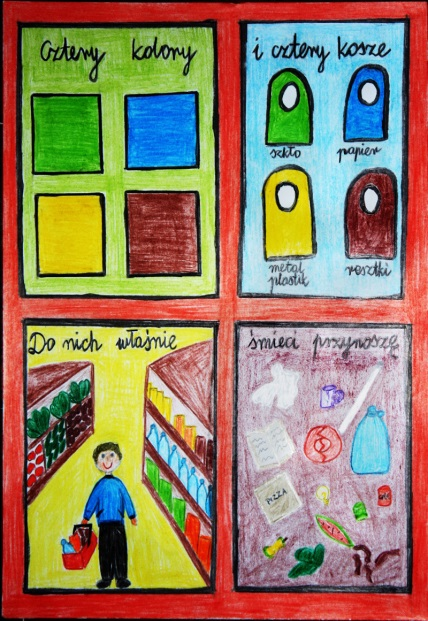 Cztery kolory
i cztery kosze
szkło
papier
metal
plastik
resztki
Do nich właśnie
śmieci przynoszę
PIZZA